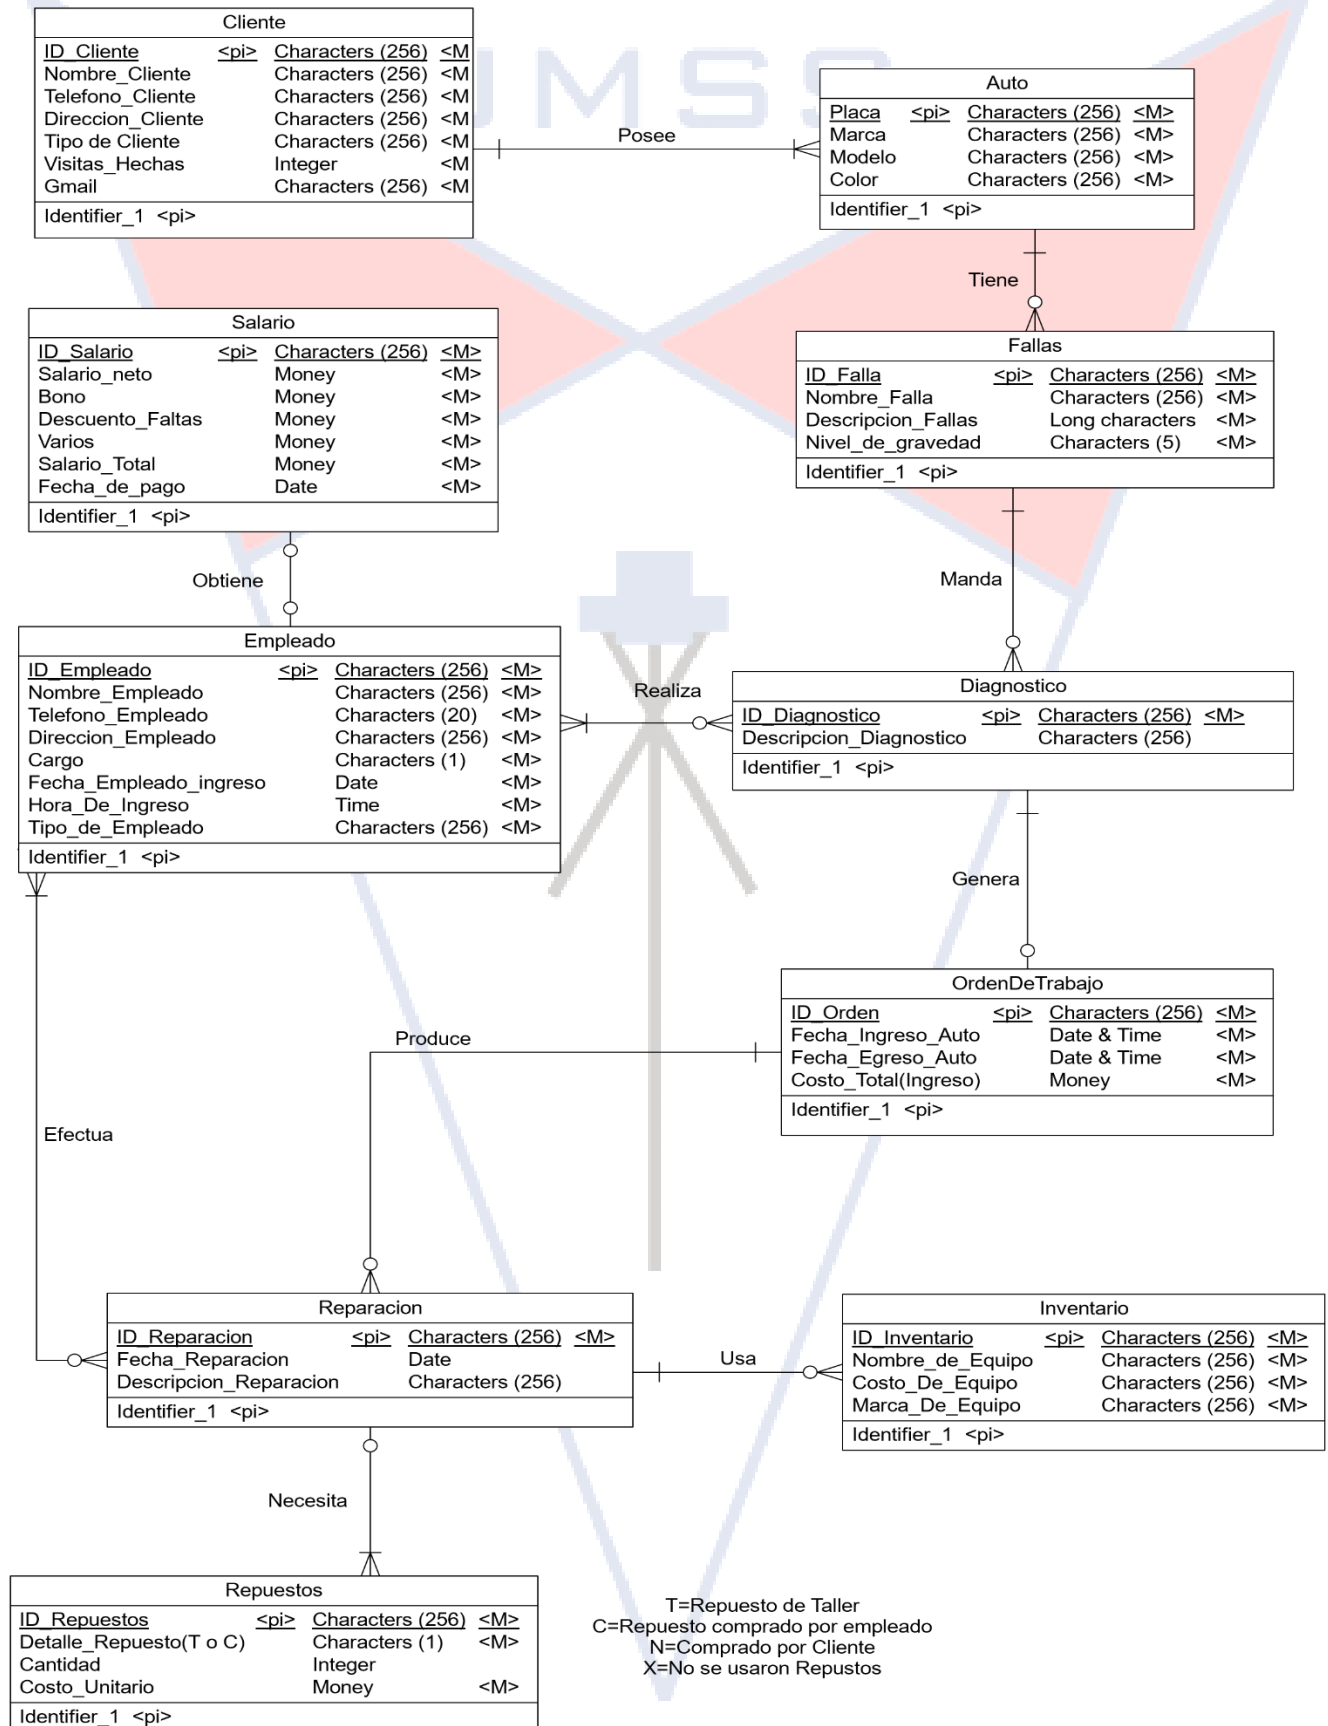 UMSS
Cliente
ID_Cliente <pi> Characters (256) <M
Nombre_Cliente Characters (256) <M
Telefono_Cliente Characters (256) <M
Direccion_Cliente Characters (256) <M
Tipo de Cliente Characters (256) <M
Visitas_Hechas Integer <M
Gmail Characters (256) <M
Identifier_1 <pi>
Posee
Auto
Placa <pi> Characters (256) <M>
Marca Characters (256) <M>
Modelo Characters (256) <M>
Color Characters (256) <M>
Identifier_1 <pi>
Tiene
Salario
ID_Salario <pi> Characters (256) <M>
Salario_neto Money <M>
Bono Money <M>
Descuento_Faltas Money <M>
Varios Money <M>
Salario_Total Money <M>
Fecha_de_pago Date <M>
Identifier_1 <pi>
Fallas
ID_Falla <pi> Characters (256) <M>
Nombre_Falla Characters (256) <M>
Descripcion_Fallas Long characters <M>
Nivel_de_gravedad Characters (5) <M>
Identifier_1 <pi>
Obtiene
Manda
Empleado
ID_Empleado <pi> Characters (256) <M>
Nombre_Empleado Characters (256) <M>
Telefono_Empleado Characters (20) <M>
Direccion_Empleado Characters (256) <M>
Cargo Characters (1) <M>
Fecha_Empleado_ingreso Date <M>
Hora_De_Ingreso Time <M>
Tipo_de_Empleado Characters (256) <M>
Identifier_1 <pi>
Realiza
Diagnostico
ID_Diagnostico <pi> Characters (256) <M>
Descripcion_Diagnostico Characters (256)
Identifier_1 <pi>
Genera
OrdenDeTrabajo
ID_Orden <pi> Characters (256) <M>
Fecha_Ingreso_Auto Date & Time <M>
Fecha_Egreso_Auto Date & Time <M>
Costo_Total(Ingreso) Money <M>
Identifier_1 <pi>
Produce
Efectua
Reparacion
ID_Reparacion <pi> Characters (256) <M>
Fecha_Reparacion Date
Descripcion_Reparacion Characters (256)
Identifier_1 <pi>
Usa
Inventario
ID_Inventario <pi> Characters (256) <M>
Nombre_de_Equipo Characters (256) <M>
Costo_De_Equipo Characters (256) <M>
Marca_De_Equipo Characters (256) <M>
Identifier_1 <pi>
Necesita
Repuestos
ID_Repuestos <pi> Characters (256) <M>
Detalle_Repuesto(T o C) Characters (1) <M>
Cantidad Integer
Costo_Unitario Money <M>
Identifier_1 <pi>
T=Repuesto de Taller
C=Repuesto comprado por empleado
N=Comprado por Cliente
X=No se usaron Repustos